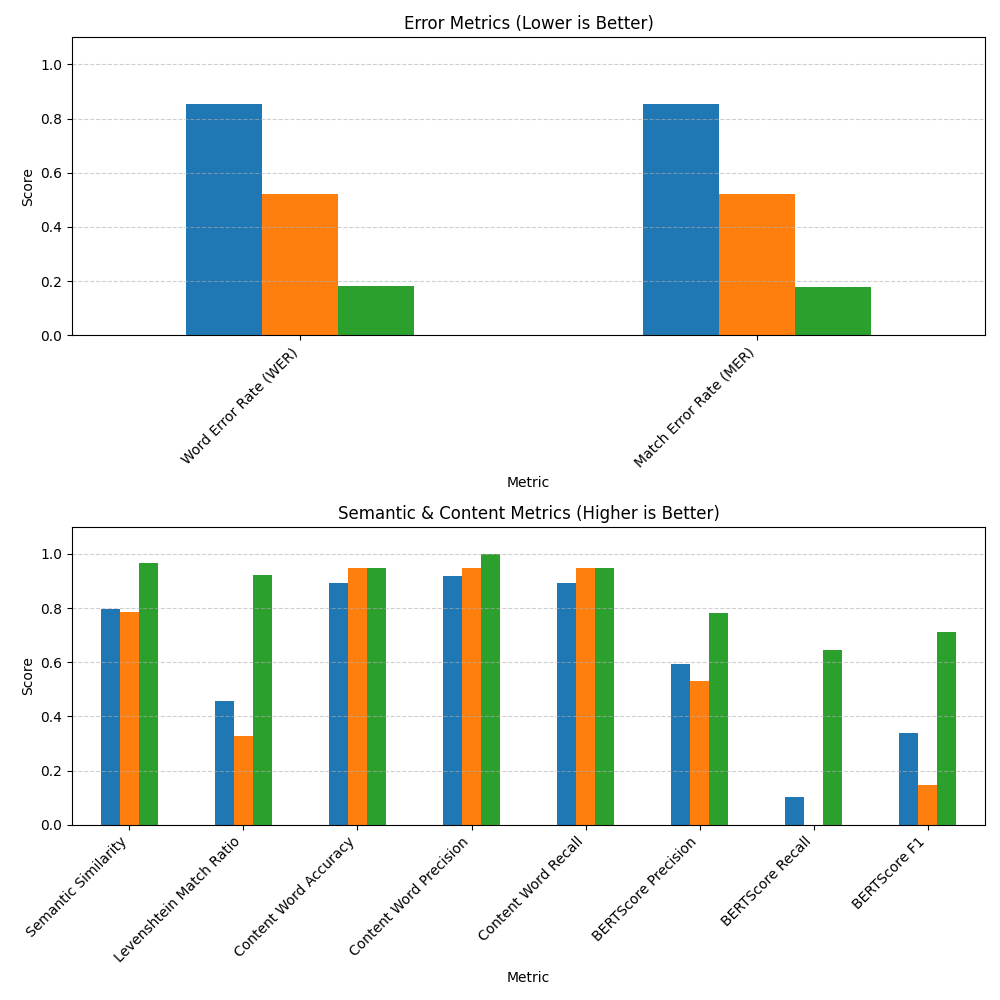 Error Metrics (Lower is Better)
1.0
0.8
0.6
0.4
0.2
0.0
Score
Word Error Rate (WER)
Match Error Rate (MER)
Metric
Semantic & Content Metrics (Higher is Better)
1.0
0.8
0.6
0.4
0.2
0.0
Score
Semantic Similarity
Levenshtein Match Ratio
Content Word Accuracy
Content Word Precision
Content Word Recall
BERTScore Precision
BERTScore Recall
BERTScore F1
Metric